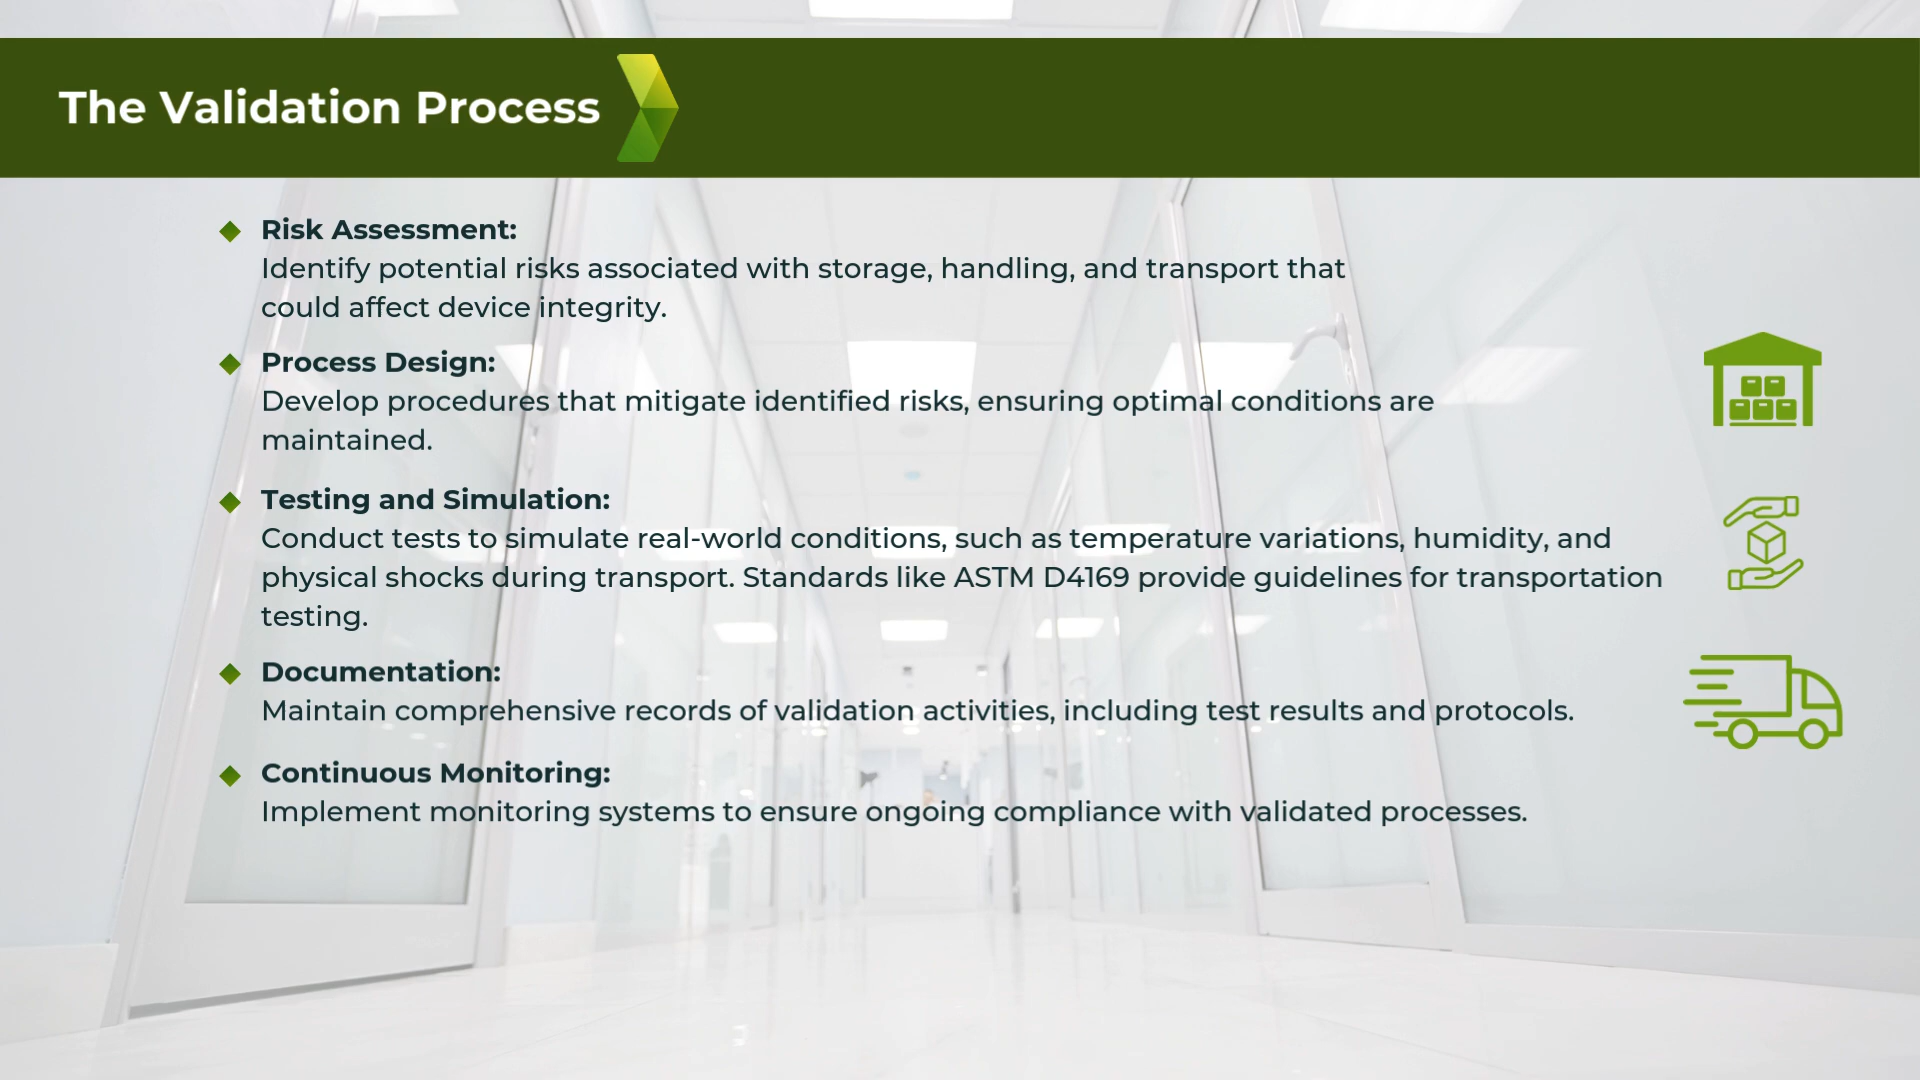 The Validation Process
Risk Assessment:
Identify potential risks associated with storage, handling, and transport that
could affect device integrity.
Process Design:
Develop procedures that mitigate identified risks, ensuring optimal conditions are
maintained.
Testing and Simulation:
Conduct tests to simulate real-world conditions, such as temperature variations, humidity, and
physical shocks during transport. Standards like ASTM D4169 provide guidelines for transportation
testing.
Documentation:
Maintain comprehensive records of validation activities, including test results and protocols.
Continuous Monitoring:
Implement monitoring systems to ensure ongoing compliance with validated processes.